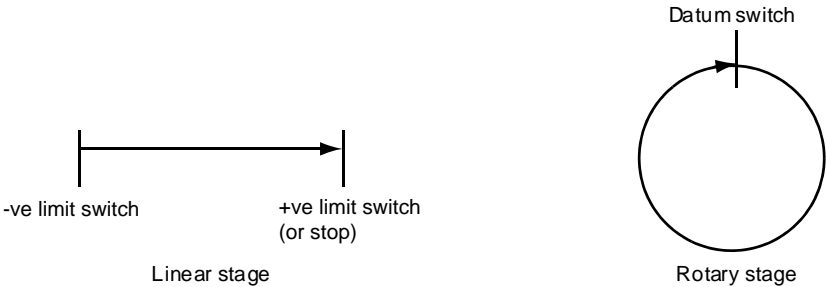 Datum switch
-ve limit switch
+ve limit switch
(or stop)
Linear stage
Rotary stage